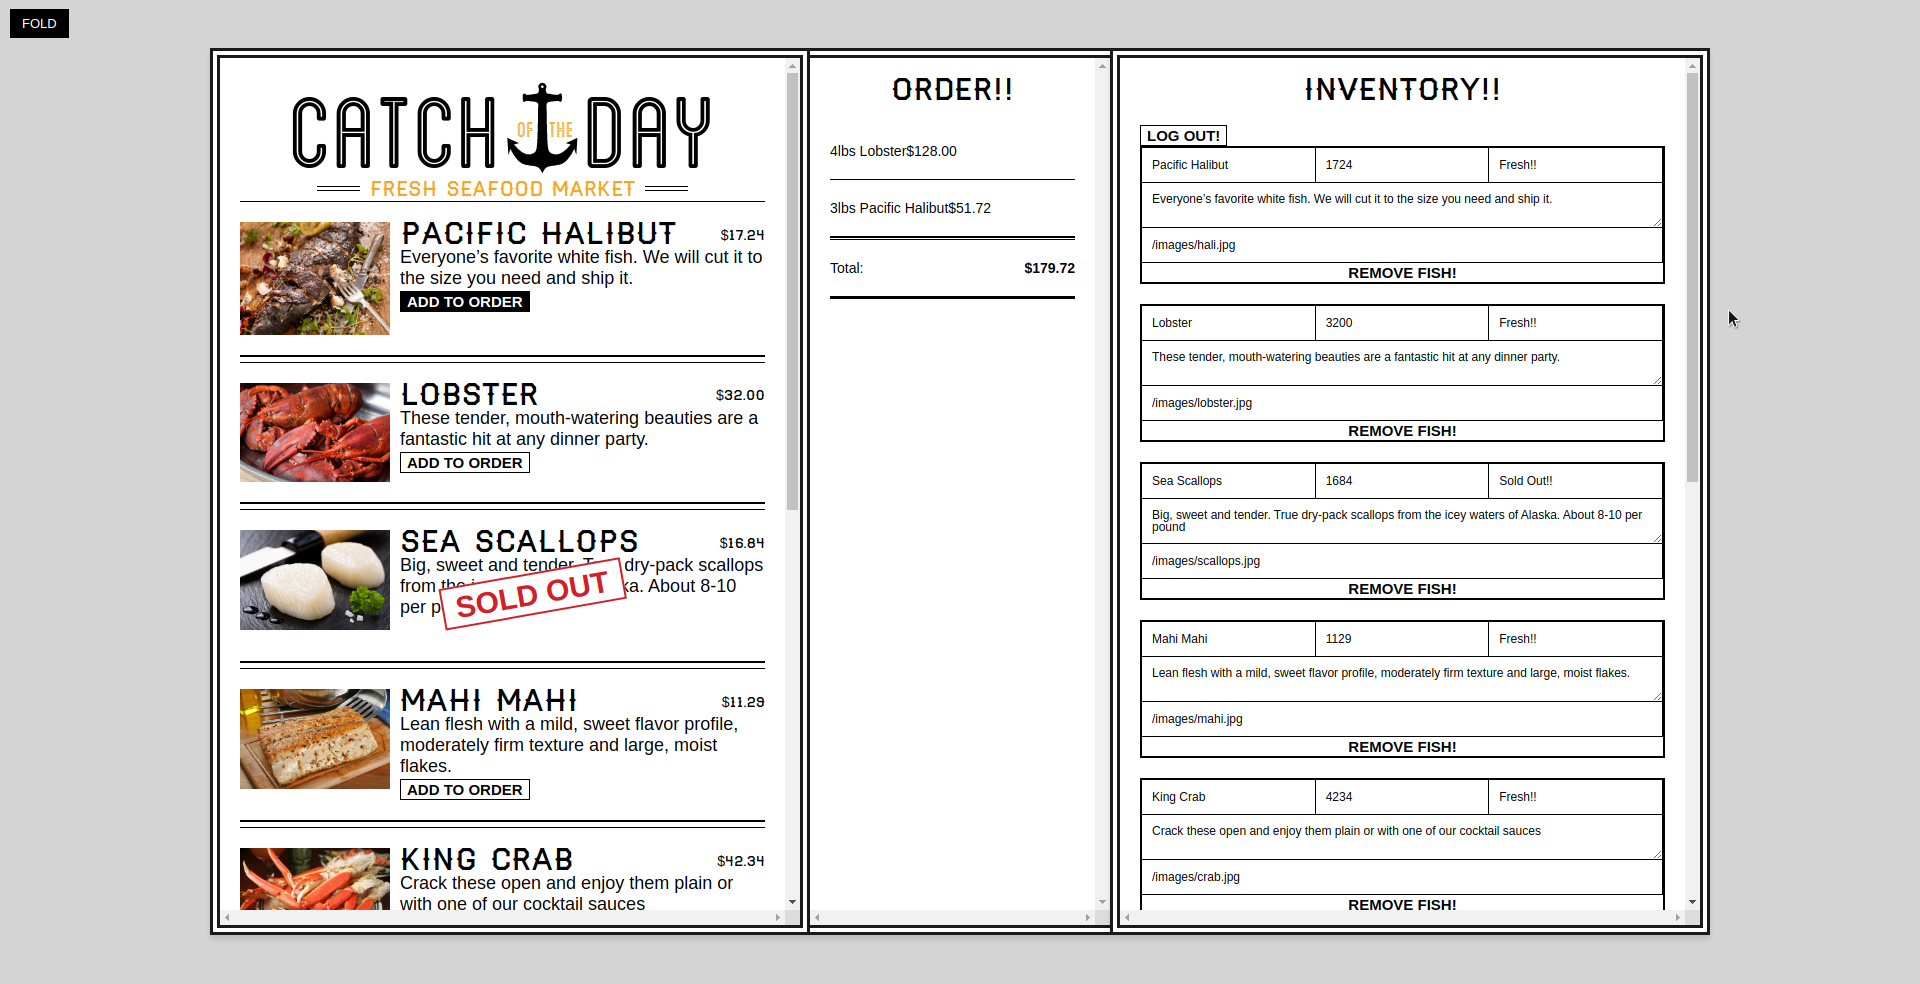 FOLD
CATCH OF THE DAY
FRESH SEAFOOD MARKET
PACIFIC HALIBUT
$17.24
Everyone's favorite white fish. We will cut it to
the size you need and ship it.
ADD TO ORDER
LOBSTER
$32.00
These tender, mouth-watering beauties are a
fantastic hit at any dinner party.
ADD TO ORDER
SEA SCALLOPS
$16.84
Big, sweet and tender. dry-pack scallops
from About 8-10
per
SOLD OUT
MAHI MAHI
$11.29
Lean flesh with a mild, sweet flavor profile,
moderately firm texture and large, moist
flakes.
ADD TO ORDER
KING CRAB
$42.34
Crack these open and enjoy them plain or
with one of our cocktail sauces
ORDER!!
4lbs Lobster$128.00
3lbs Pacific Halibut$51.72
Total: $179.72
INVENTORY!!
LOG OUT!
Pacific Halibut 1724 Fresh!!
Everyone's favorite white fish. We will cut it to the size you need and ship it.
/images/hali.jpg
REMOVE FISH!
Lobster 3200 Fresh!!
These tender, mouth-watering beauties are a fantastic hit at any dinner party.
/images/lobster.jpg
REMOVE FISH!
Sea Scallops 1684 Sold Out!!
Big, sweet and tender. True dry-pack scallops from the icey waters of Alaska. About 8-10 per
pound
/images/scallops.jpg
REMOVE FISH!
Mahi Mahi 1129 Fresh!!
Lean flesh with a mild, sweet flavor profile, moderately firm texture and large, moist flakes.
/images/mahi.jpg
REMOVE FISH!
King Crab 4234 Fresh!!
Crack these open and enjoy them plain or with one of our cocktail sauces
/images/crab.jpg
REMOVE FISH!